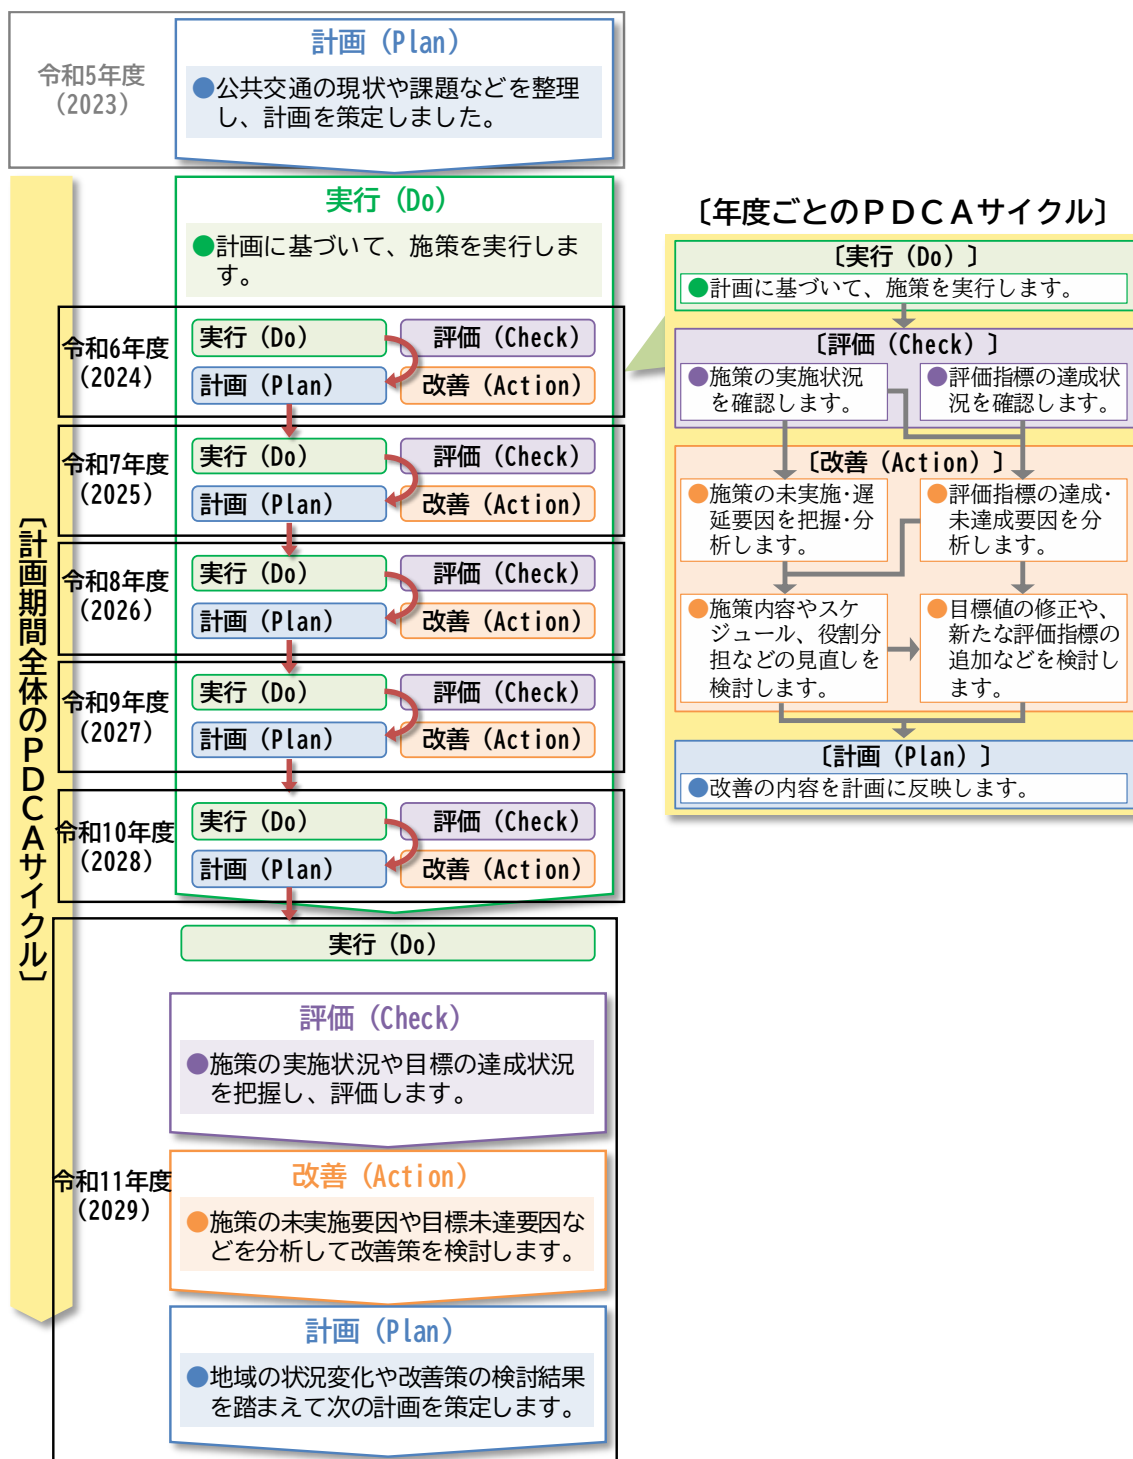 令和5年度
（2023）
計画（Plan）
●公共交通の現状や課題などを整理
し、計画を策定しました。
〔計画期間全体のＰＤＣＡサイクル〕
実行（Do）
●計画に基づいて、施策を実行しま
す。
令和6年度
（2024）
実行（Do）
評価（Check）
計画（Plan）
改善（Action）
令和7年度
（2025）
実行（Do）
評価（Check）
計画（Plan）
改善（Action）
令和8年度
（2026）
実行（Do）
評価（Check）
計画（Plan）
改善（Action）
令和9年度
（2027）
実行（Do）
評価（Check）
計画（Plan）
改善（Action）
令和10年度
（2028）
実行（Do）
評価（Check）
計画（Plan）
改善（Action）
令和11年度
（2029）
実行（Do）
評価（Check）
●施策の実施状況や目標の達成状況
を把握し、評価します。
改善（Action）
●施策の未実施要因や目標未達要因な
どを分析して改善策を検討します。
計画（Plan）
●地域の状況変化や改善策の検討結果
を踏まえて次の計画を策定します。
〔年度ごとのＰＤＣＡサイクル〕
〔実行（Do）〕
●計画に基づいて、施策を実行します。
〔評価（Check）〕
●施策の実施状況
を確認します。
●評価指標の達成状
況を確認します。
〔改善（Action）〕
●施策の未実施・遅
延要因を把握・分
析します。
●評価指標の達成・
未達成要因を分
析します。
●施策内容やスケ
ジュール、役割分
担などの見直しを
検討します。
●目標値の修正や、
新たな評価指標の
追加などを検討し
ます。
〔計画（Plan）〕
●改善の内容を計画に反映します。